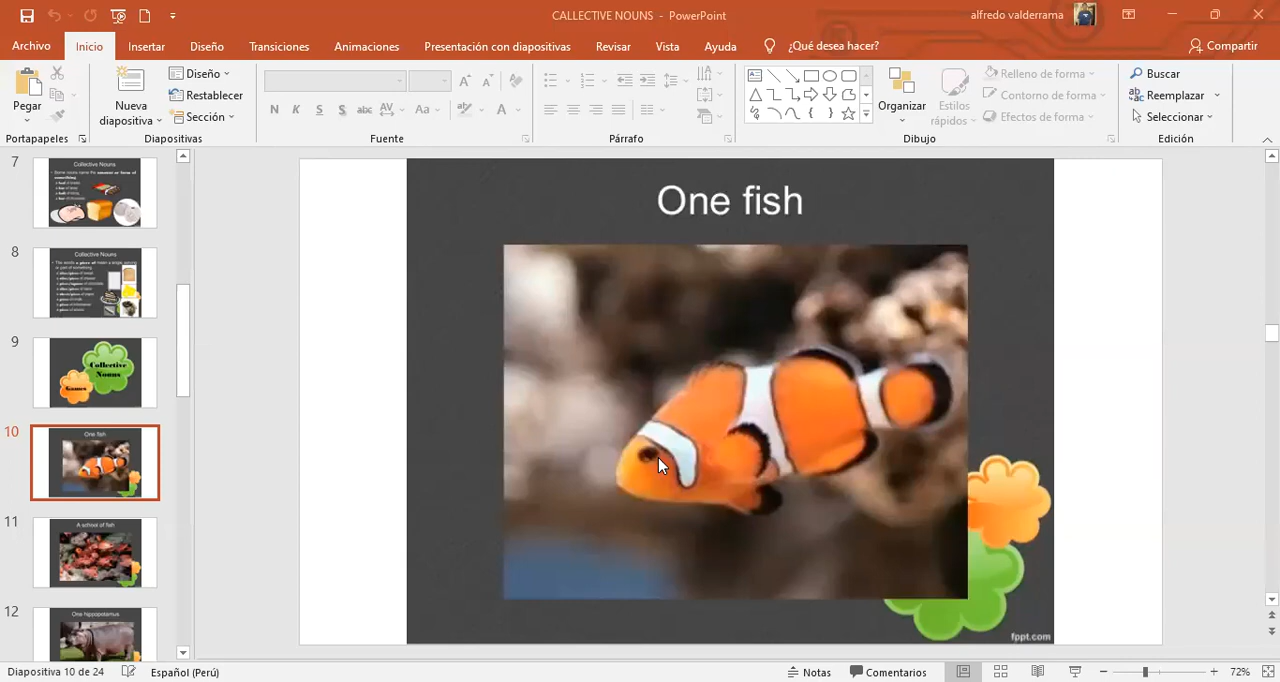 CALLECTIVE NOUNS - PowerPoint
alfredo valderrama
Archivo
Inicio
Insertar
Diseño
Transiciones
Animaciones
Presentación con diapositivas
Revisar
Vista
Ayuda
¿Qué desea hacer?
Compartir
Pegar
Nueva
diapositiva
Diseño
Restablecer
Sección
N K S S abc AV Aa A
Organizar
Estilos
rápidos
Relleno de forma
Contorno de forma
Efectos de forma
Buscar
Reemplazar
Seleccionar
Portapapeles
Diapositivas
Fuente
Párrafo
Dibujo
Edición
7
Collective Nouns
8
Collective Nouns
9
Collective
Nouns
Games
10
One fish
11
A school of fish
12
One hippopotamus
One fish
fppt.com
Diapositiva 10 de 24
Español (Perú)
Notas
Comentarios
72%